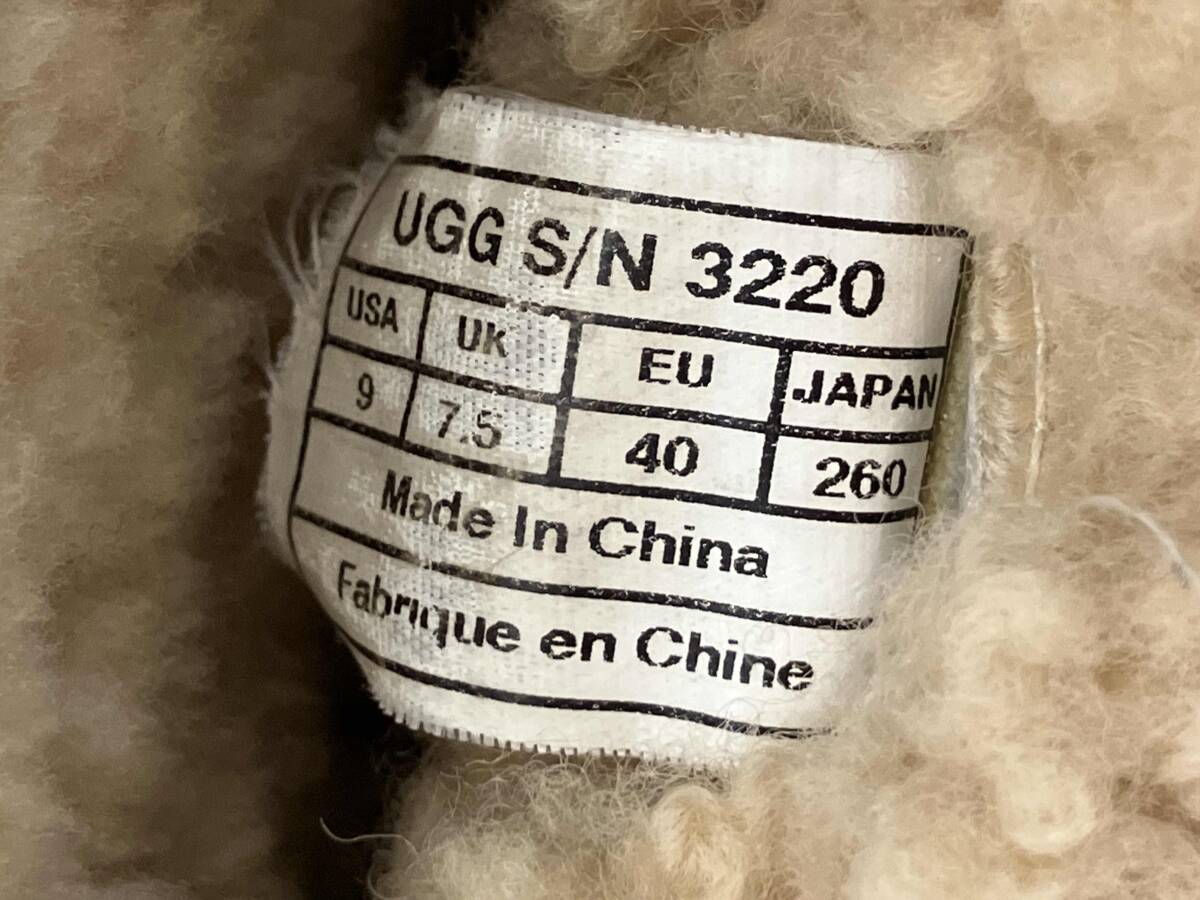 UGG S/N 3220
USA UK EU JAPAN
9 7.5 40 260
Made In China
Fabrique en Chine